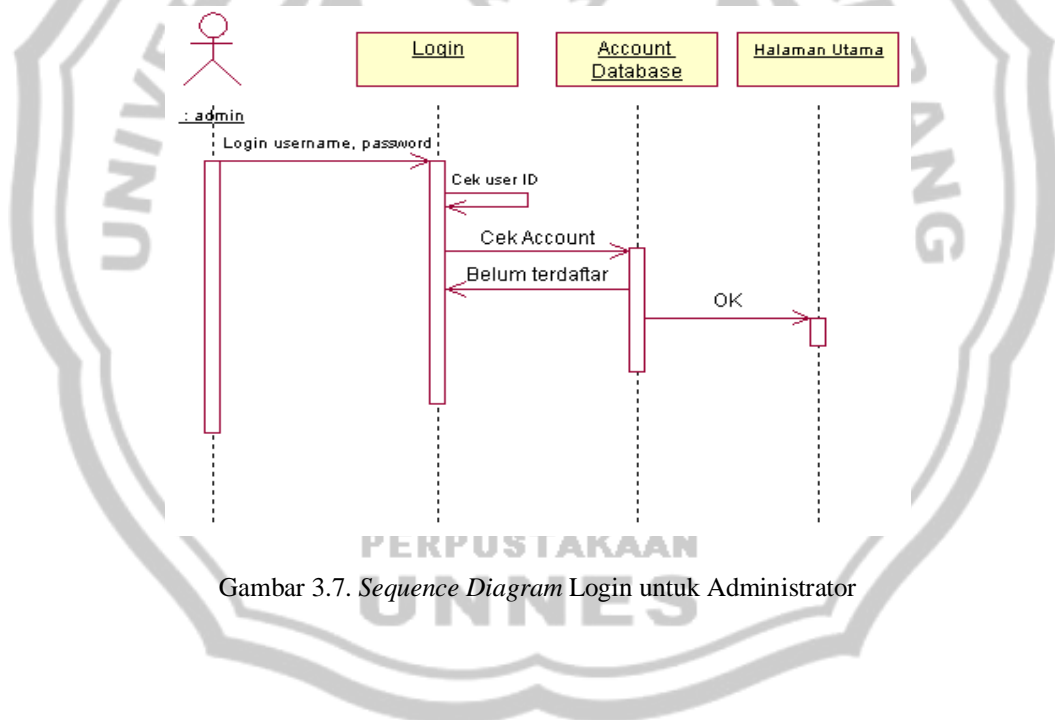 Login
Account
Database
Halaman Utama
: admin
Login username, password
Cek user ID
Cek Account
Belum terdaftar
OK
PERPUSTAKAAN
UNNES
Gambar 3.7. Sequence Diagram Login untuk Administrator